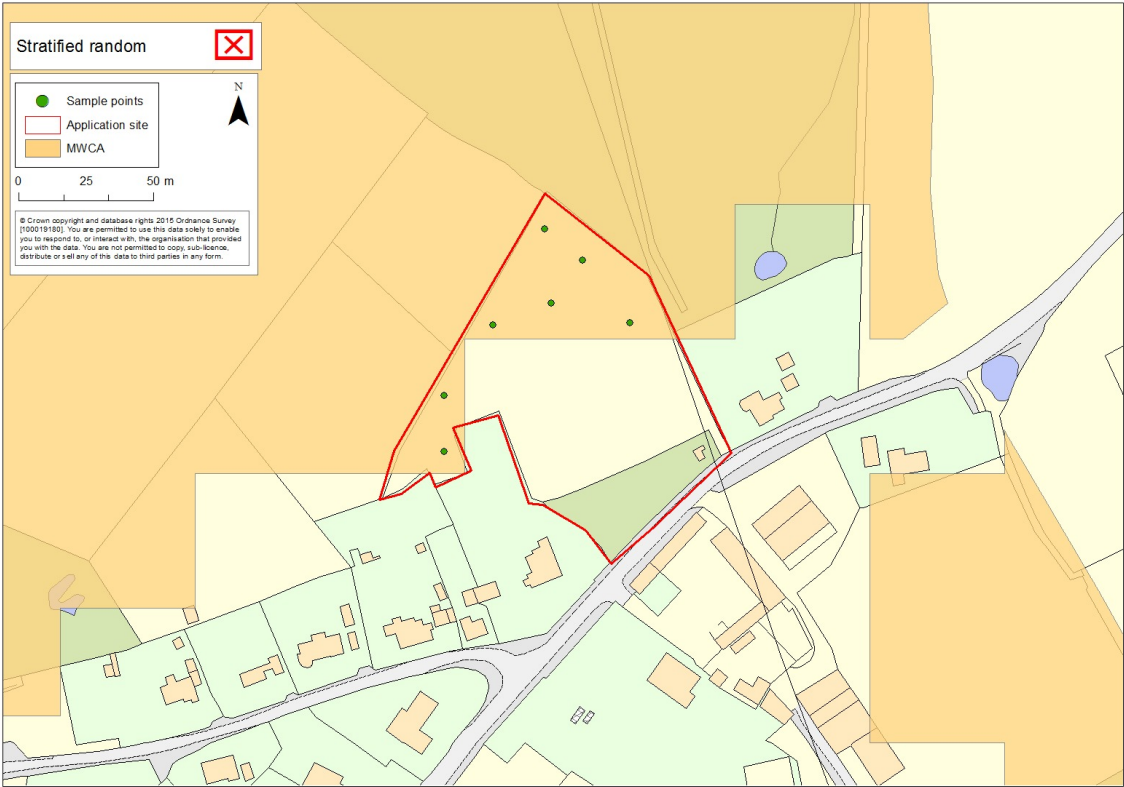 Stratified random
N
Sample points
Application site
MWCA
0 25 50 m
© Crown copyright and database rights 2015 Ordnance Survey
[100019180]. You are permitted to use this data solely to enable
you to respond to, or interact with, the organisation that provided
you with the data. You are not permitted to copy, sub-licence,
distribute or sell any of this data to third parties in any form.